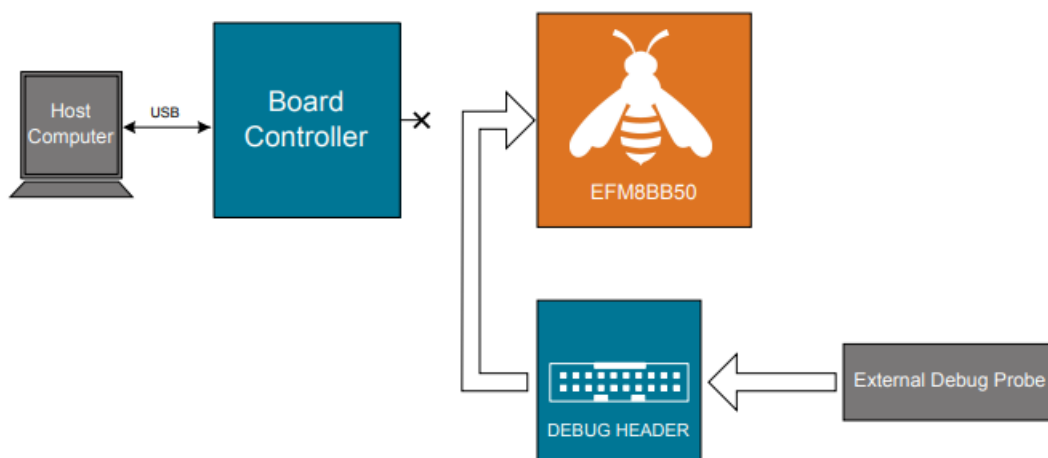 Host
Computer
USB
Board
Controller
EFM8BB50
DEBUG HEADER
External Debug Probe